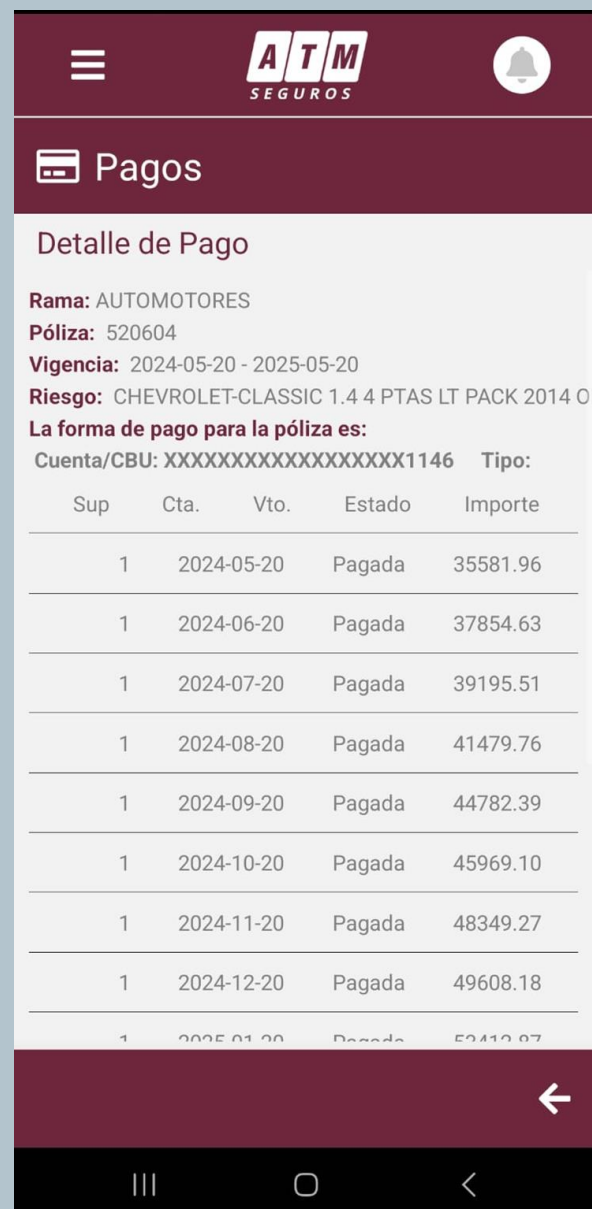 ATM
SEGUROS
Pagos
Detalle de Pago
Rama: AUTOMOTORES
Póliza: 520604
Vigencia: 2024-05-20 - 2025-05-20
Riesgo: CHEVROLET-CLASSIC 1.4 4 PTAS LT PACK 2014 O
La forma de pago para la póliza es:
Cuenta/CBU: XXXXXXXXXXXXXXXXXX1146 Tipo:
Sup Cta. Vto. Estado Importe
1 2024-05-20 Pagada 35581.96
1 2024-06-20 Pagada 37854.63
1 2024-07-20 Pagada 39195.51
1 2024-08-20 Pagada 41479.76
1 2024-09-20 Pagada 44782.39
1 2024-10-20 Pagada 45969.10
1 2024-11-20 Pagada 48349.27
1 2024-12-20 Pagada 49608.18
1 2025-01-20 Pagada